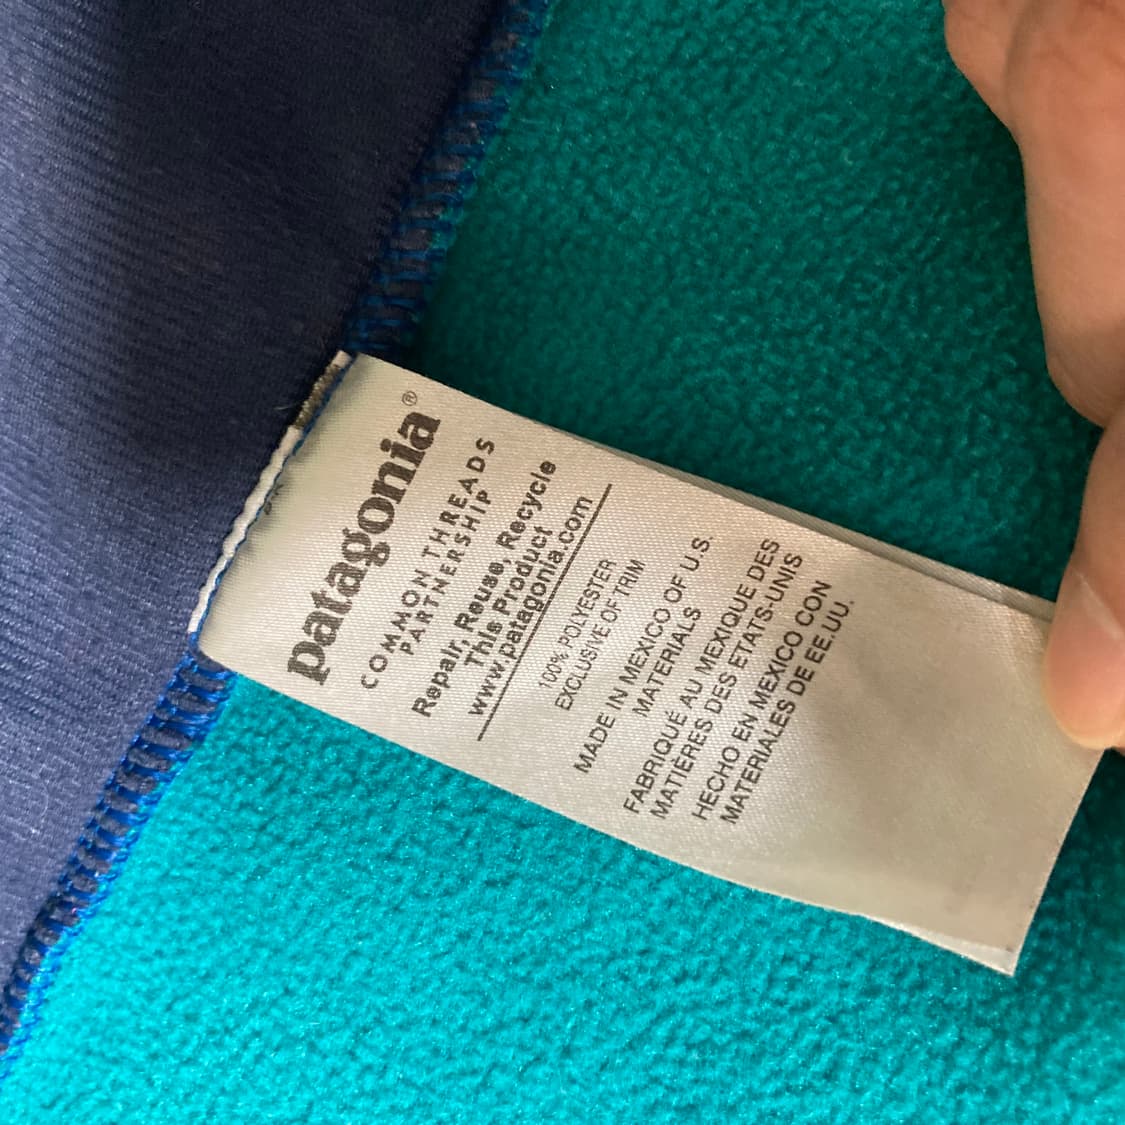 patagonia®
COMMON THREADS
PARTNERSHIP
Repair, Reuse, Recycle
This Product
www.patagonia.com
100% POLYESTER
EXCLUSIVE OF TRIM
MADE IN MEXICO OF U.S.
MATERIALS
FABRIQUÉ AU MEXIQUE DES
MATIÈRES DES ETATS-UNIS
HECHO EN MEXICO CON
MATERIALES DE EE.UU.